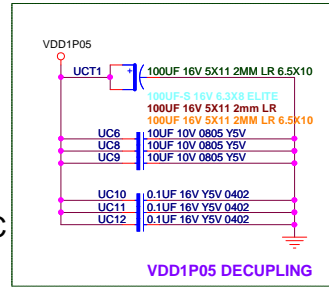 VDD1P05
UCT1 + 100UF 16V 5X11 2MM LR 6.5X10
100UF-S 16V 6.3X8 ELITE
100UF 16V 5X11 2mm LR
100UF 16V 5X11 2MM LR 6.5X10
UC6 10UF 10V 0805 Y5V
UC8 10UF 10V 0805 Y5V
UC9 10UF 10V 0805 Y5V
UC10 0.1UF 16V Y5V 0402
UC11 0.1UF 16V Y5V 0402
UC12 0.1UF 16V Y5V 0402
C
VDD1P05 DECUPLING